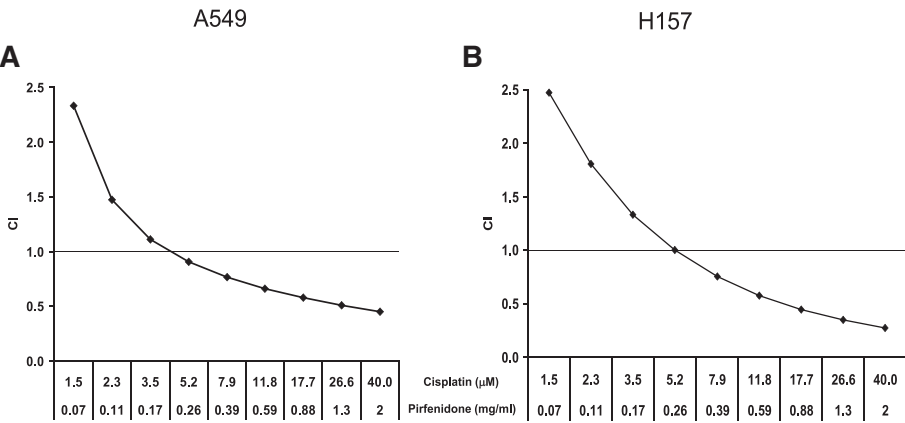 A549
H157
A
B
2.5
2.0
1.5
1.0
0.5
0.0
CI
1.5 2.3 3.5 5.2 7.9 11.8 17.7 26.6 40.0
0.07 0.11 0.17 0.26 0.39 0.59 0.88 1.3 2
Cisplatin (μM)
Pirfenidone (mg/ml)
2.5
2.0
1.5
1.0
0.5
0.0
CI
1.5 2.3 3.5 5.2 7.9 11.8 17.7 26.6 40.0
0.07 0.11 0.17 0.26 0.39 0.59 0.88 1.3 2